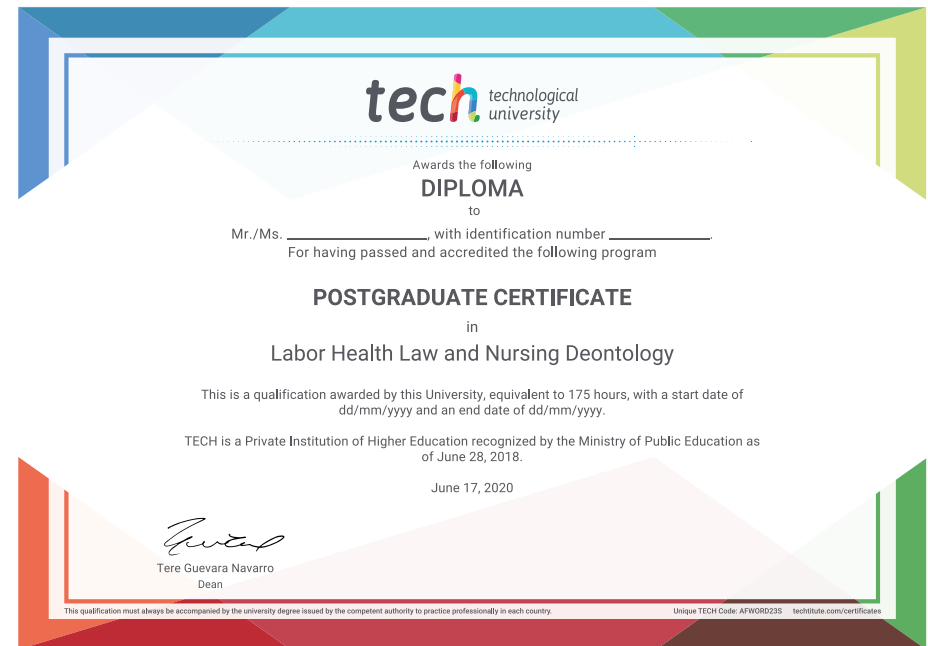 tech technological
university
Awards the following
DIPLOMA
to
Mr./Ms. ____________________, with identification number ______________.
For having passed and accredited the following program
POSTGRADUATE CERTIFICATE
in
Labor Health Law and Nursing Deontology
This is a qualification awarded by this University, equivalent to 175 hours, with a start date of
dd/mm/yyyy and an end date of dd/mm/yyyy.
TECH is a Private Institution of Higher Education recognized by the Ministry of Public Education as
of June 28, 2018.
June 17, 2020
Tere Guevara Navarro
Dean
This qualification must always be accompanied by the university degree issued by the competent authority to practice professionally in each country.
Unique TECH Code: AFWORD23S techtitute.com/certificates